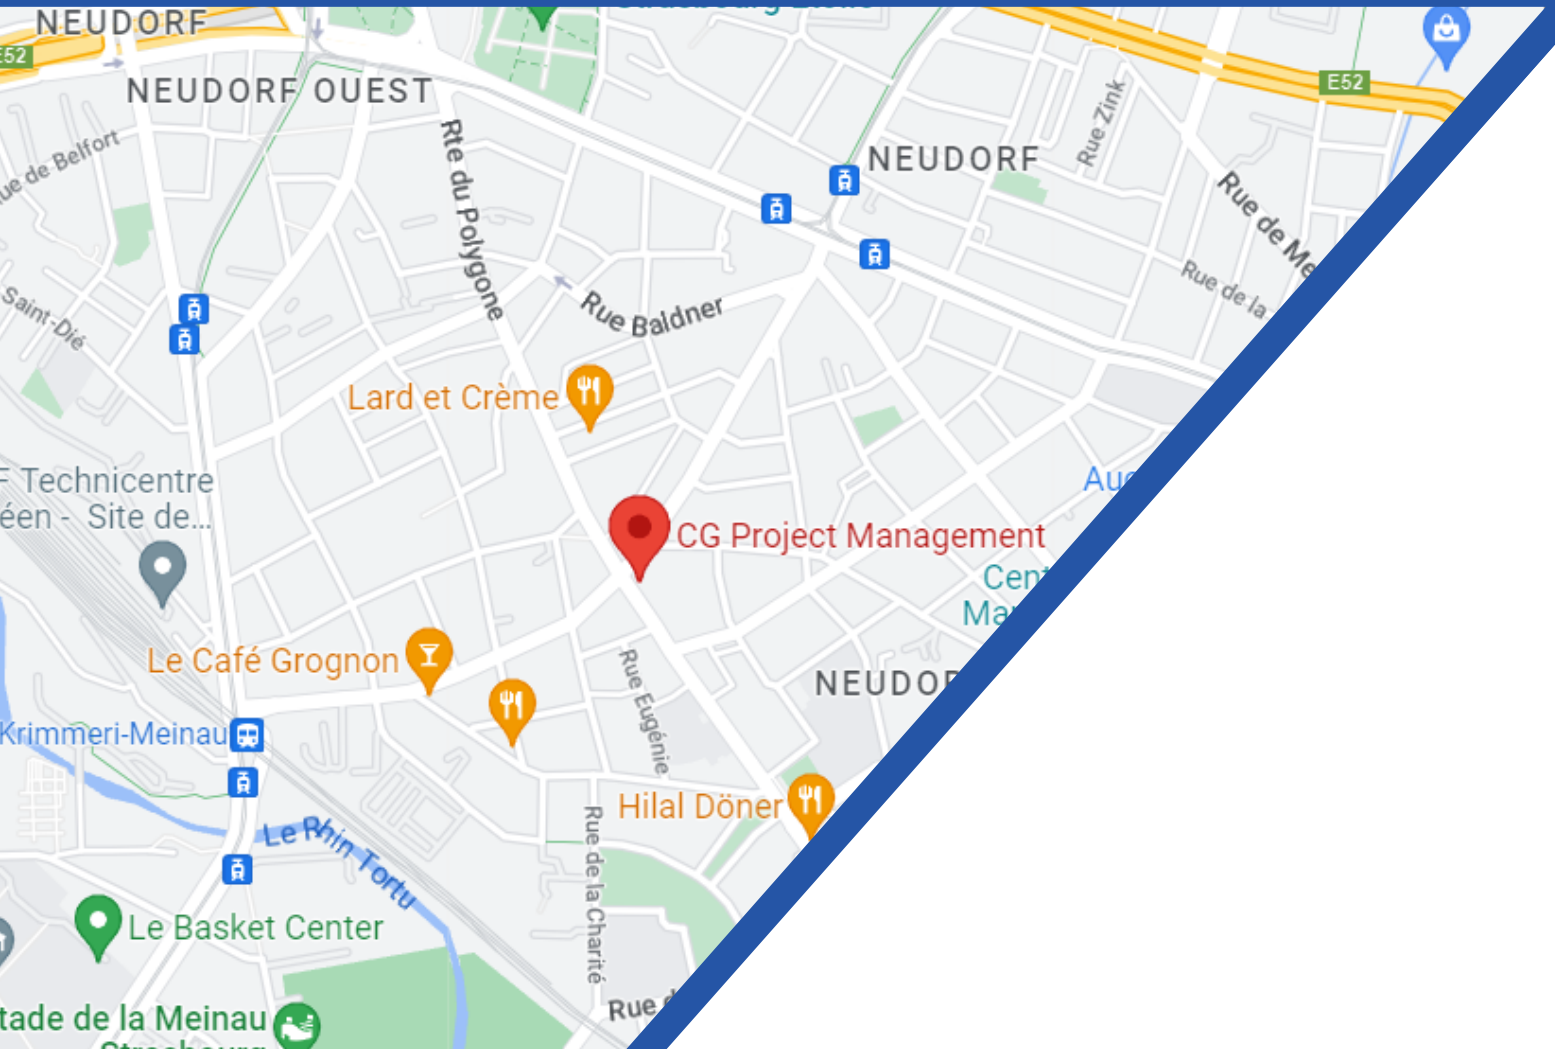 NEUDORF
E52
NEUDORF OUEST
E52
Rue Zink
Rte du Polygone
NEUDORF
Rue de
de Belfort
Rue de la
Saint-Dié
Rue Baldner
Lard et Crème
Technicentre
Site de...
CG Project Management
Le Café Grognon
Rue Eugénie
Krimmeri-Meinau
Hilal Döner
Le Rhin Tortu
Rue de la Charité
Le Basket Center
Rue
de la Meinau